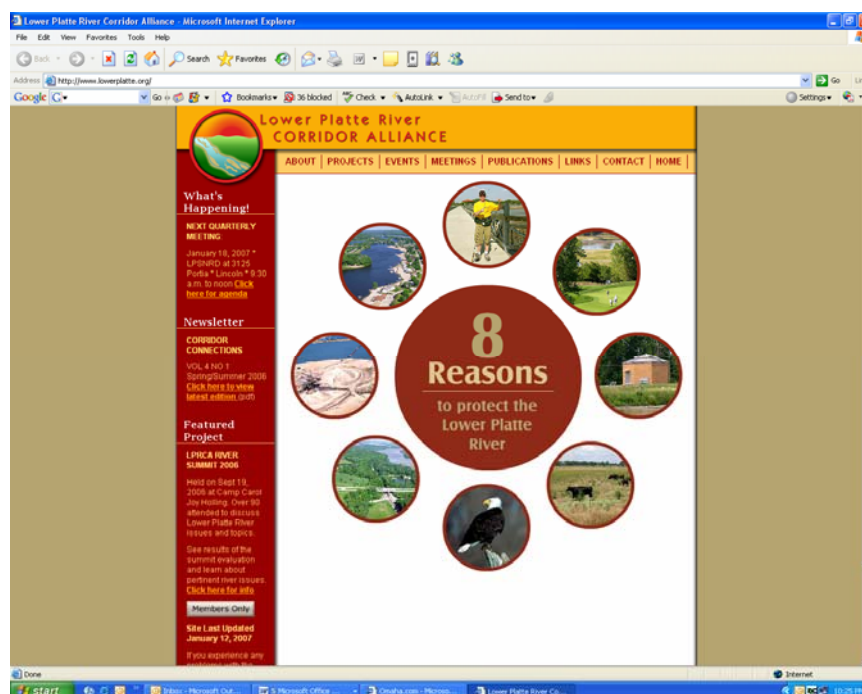 Lower Platte River Corridor Alliance - Microsoft Internet Explorer
File Edit View Favorites Tools Help
Back Search Favorites
Address http://www.lowerplatte.org/ Go
Google G Go Bookmarks 36 blocked Check AutoLink AutoFill Send to Settings
Lower Platte River
CORRIDOR ALLIANCE
ABOUT PROJECTS EVENTS MEETINGS PUBLICATIONS LINKS CONTACT HOME
What's
Happening!
NEXT QUARTERLY
MEETING
January 18, 2007 *
LPSNRD at 3125
Portia * Lincoln * 9:30
a.m. to noon Click
here for agenda
Newsletter
CORRIDOR
CONNECTIONS
VOL 4 NO 1
Spring/Summer 2006
Click here to view
latest edition (pdf)
Featured
Project
LPRCA RIVER
SUMMIT 2006
Held on Sept 19,
2006 at Camp Carol
Joy Holling. Over 90
attended to discuss
Lower Platte River
issues and topics.
See results of the
summit evaluation
and learn about
pertinent river issues.
Click here for info
Members Only
Site Last Updated
January 12, 2007
If you experience any
8
Reasons
to protect the
Lower Platte
River
Done Internet
start Inbox - Microsoft Out... 5 Microsoft Office ... Omaha.com - Microso... Lower Platte River Co...